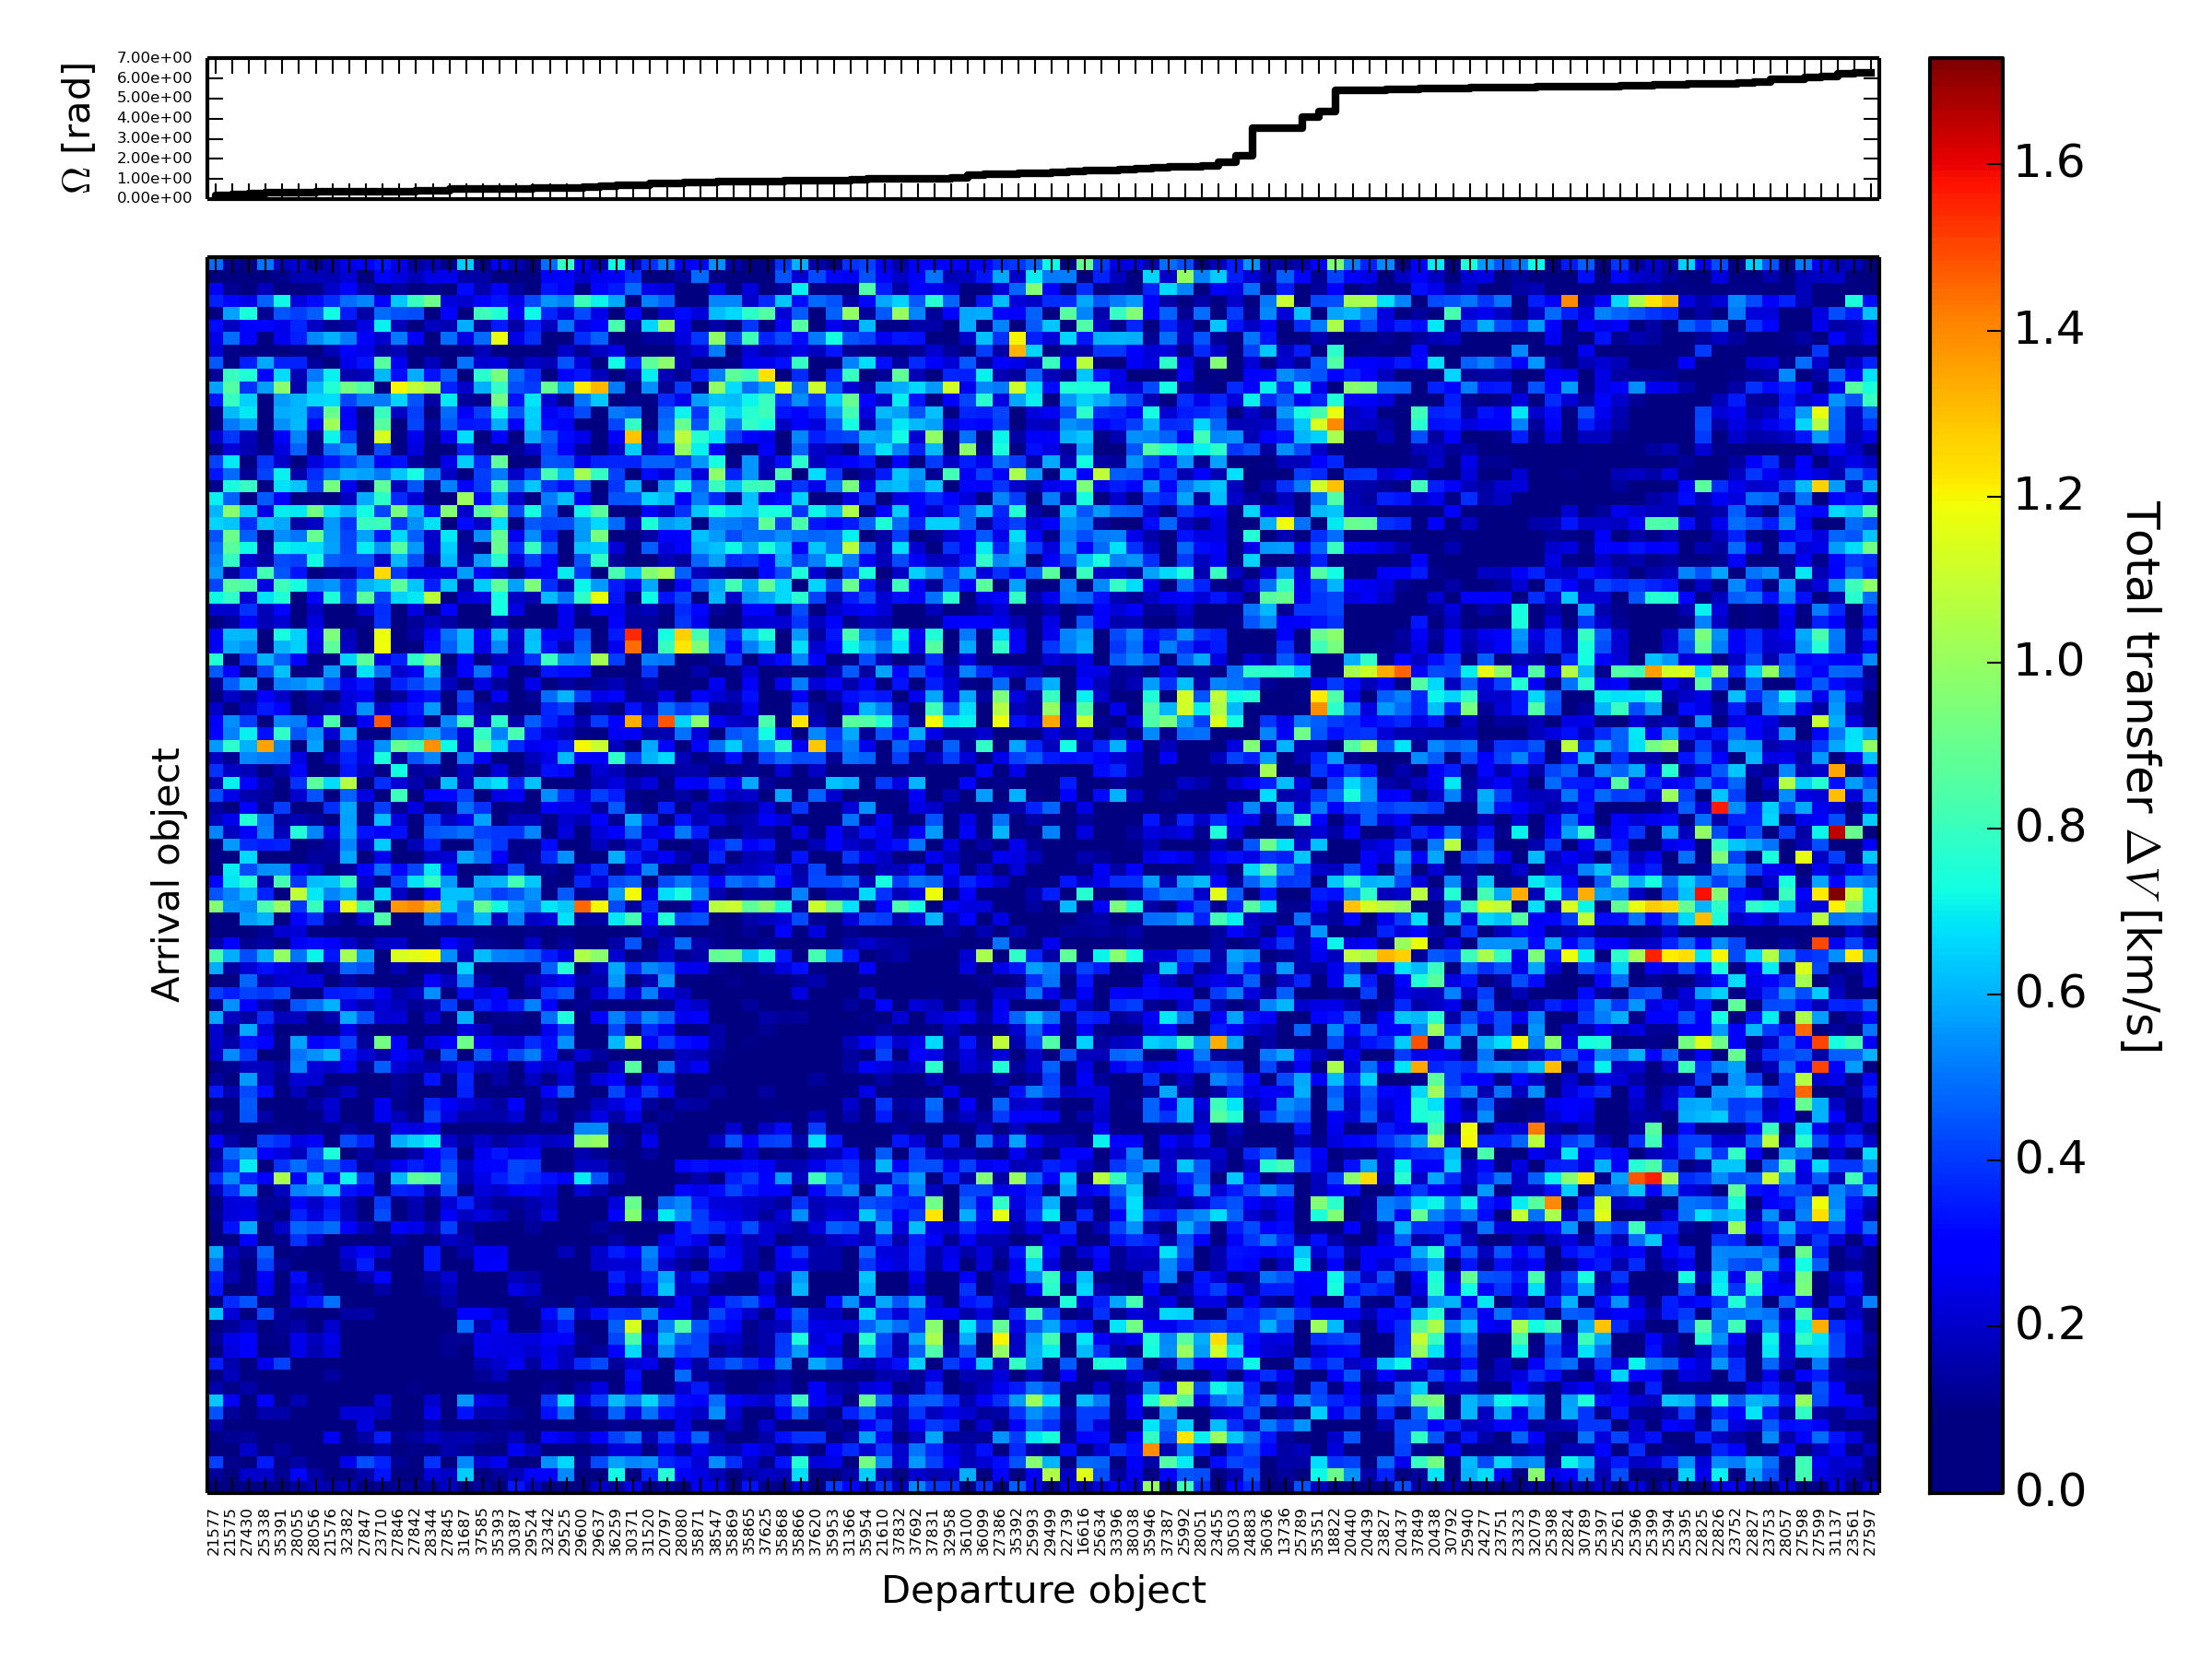 Ω [rad]
7.00e+00
6.00e+00
5.00e+00
4.00e+00
3.00e+00
2.00e+00
1.00e+00
0.00e+00
Arrival object
21577 21575 27430 25338 35391 28055 28056 21576 32382 27847 23710 27846 27842 28344 27845 31687 37585 35393 30387 29524 32342 29525 29600 29637 36259 30371 31520 20797 28080 35871 38547 35869 35865 37625 35868 35866 37620 35953 31366 35954 21610 37832 37692 37831 32958 36100 36099 27386 35392 25993 29499 22739 16616 25634 33396 38038 35946 37387 25992 28051 23455 30503 24883 36036 13736 25789 35351 18822 20440 20439 23827 20437 37849 20438 30792 25940 24277 23751 23323 32079 25398 22824 30789 25397 25261 25396 25399 25394 25395 22825 22826 23752 22827 23753 28057 27598 27599 31137 23561 27597
Departure object
1.6
1.4
1.2
1.0
0.8
0.6
0.4
0.2
0.0
Total transfer ΔV [km/s]